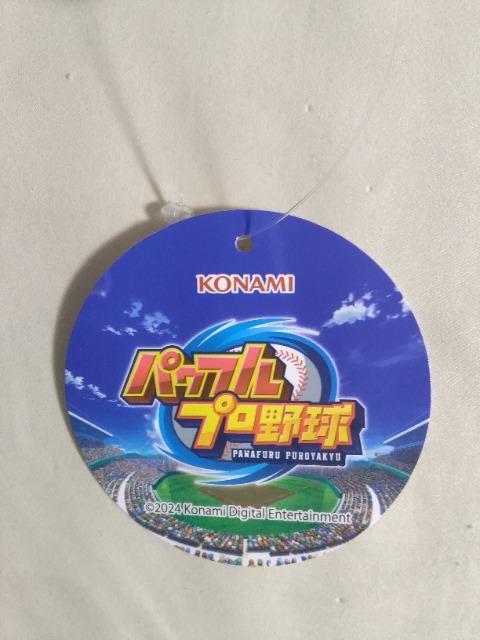 KONAMI
パワフル
プロ野球
PAWAFURU PUROYAKYU
©2024 Konami Digital Entertainment